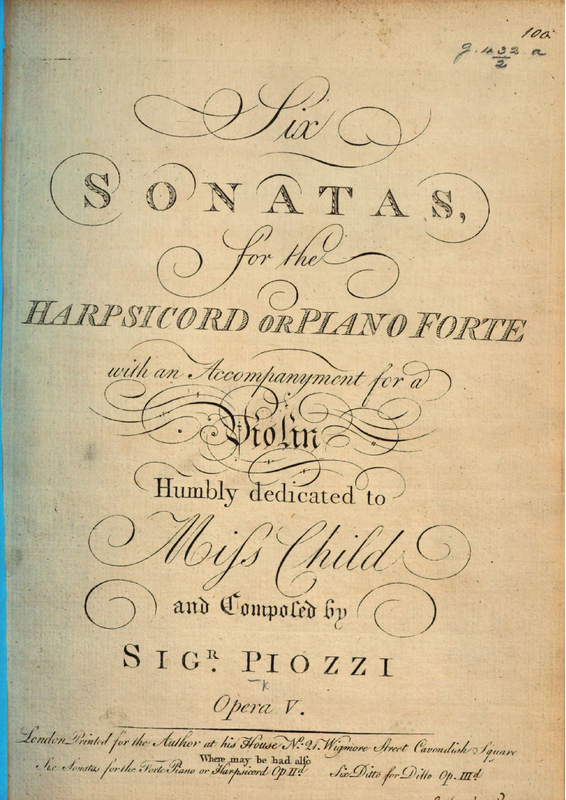 100.
g. 432. a
2
Six
SONATAS,
for the
HARPSICORD OR PIANO FORTE
with an Accompanyment for a
Violin
Humbly dedicated to
Miſs Child
and Compoſed by
SIGR. PIOZZI
Opera V.
London Printed for the Author at his House No. 21. Wigmore Street Cavendish Square
Where may be had also
Six Sonatas for the Forte Piano or Harpsicord Op. IId. Six Ditto for Ditto Op. IIId